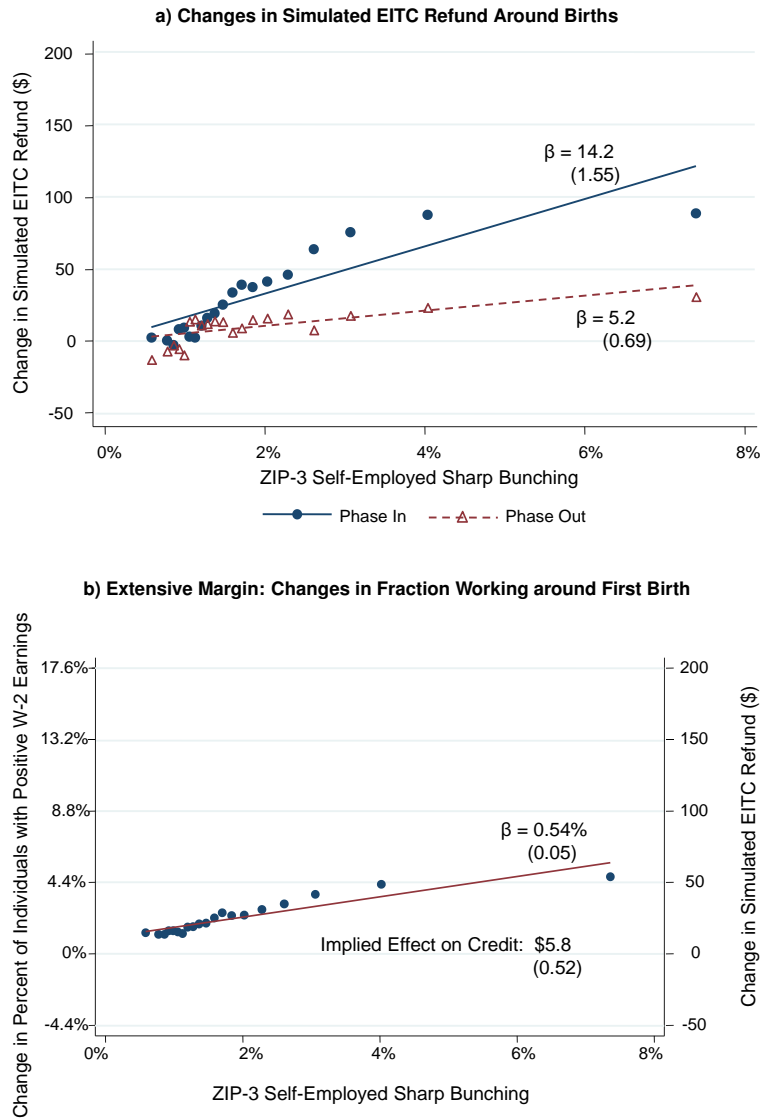 a) Changes in Simulated EITC Refund Around Births
Change in Simulated EITC Refund ($)
200
150
100
50
0
-50
β = 14.2
(1.55)
β = 5.2
(0.69)
0%
2%
4%
6%
8%
ZIP-3 Self-Employed Sharp Bunching
Phase In
Phase Out
b) Extensive Margin: Changes in Fraction Working around First Birth
Change in Percent of Individuals with Positive W-2 Earnings
17.6%
13.2%
8.8%
4.4%
0%
-4.4%
β = 0.54%
(0.05)
Implied Effect on Credit: $5.8
(0.52)
200
150
100
50
0
-50
Change in Simulated EITC Refund ($)
0%
2%
4%
6%
8%
ZIP-3 Self-Employed Sharp Bunching